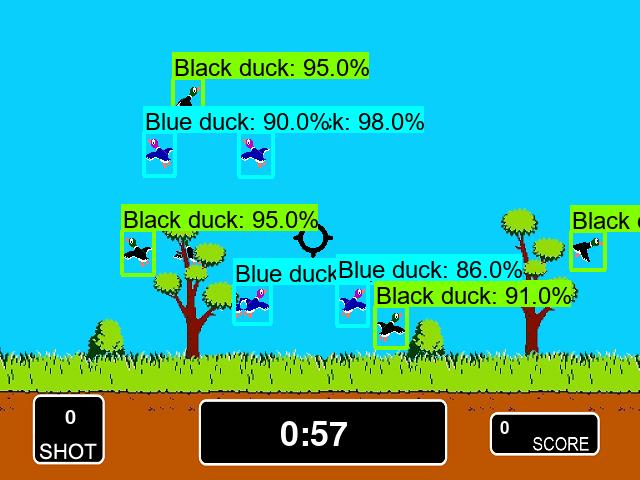 Black duck: 95.0%
Blue duck: 90.0%
k: 98.0%
Black duck: 95.0%
Black
Blue duck
Blue duck: 86.0%
Black duck: 91.0%
0
SHOT
0:57
0
SCORE